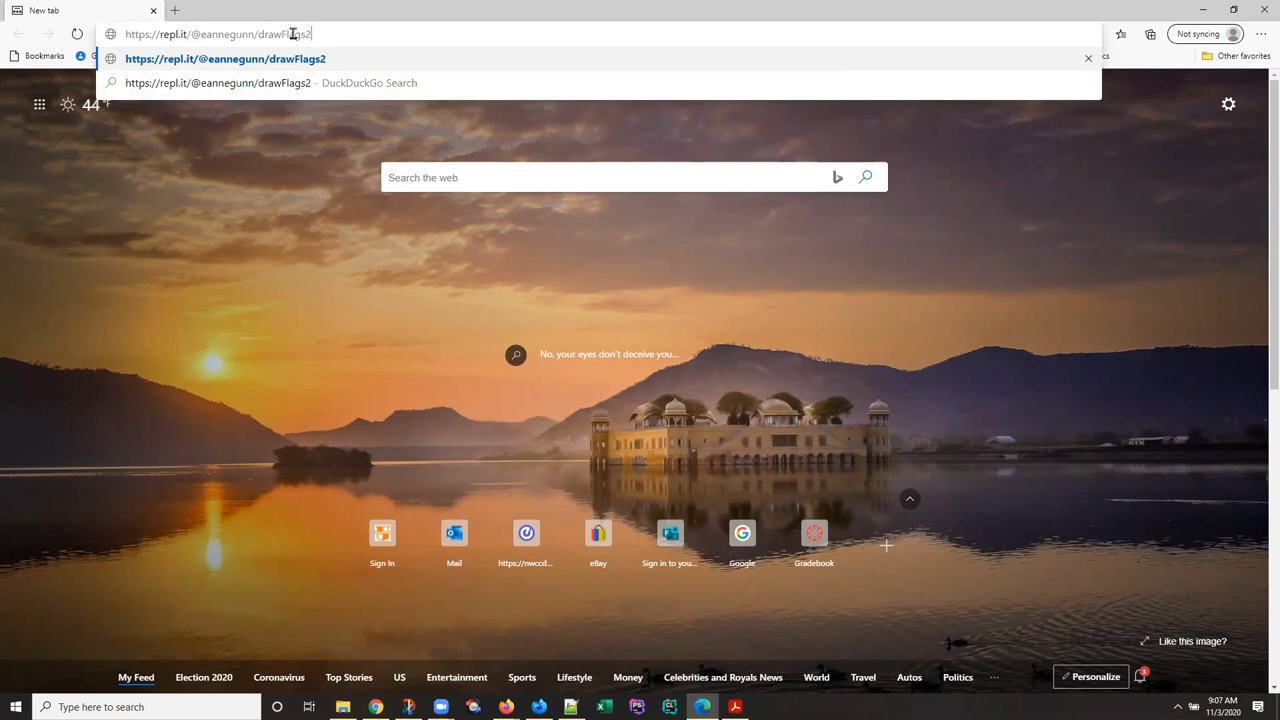 New tab
https://repl.it/@eannegunn/drawFlags2
Not syncing
Bookmarks
G
cs
Other favorites
https://repl.it/@eannegunn/drawFlags2
https://repl.it/@eannegunn/drawFlags2 - DuckDuckGo Search
44 °F
Search the web
No, your eyes don't deceive you...
Sign In
Mail
https://nwccd...
eBay
Sign in to you...
Google
Gradebook
Like this image?
My Feed
Election 2020
Coronavirus
Top Stories
US
Entertainment
Sports
Lifestyle
Money
Celebrities and Royals News
World
Travel
Autos
Politics
...
Personalize
3
Type here to search
9:07 AM
11/3/2020